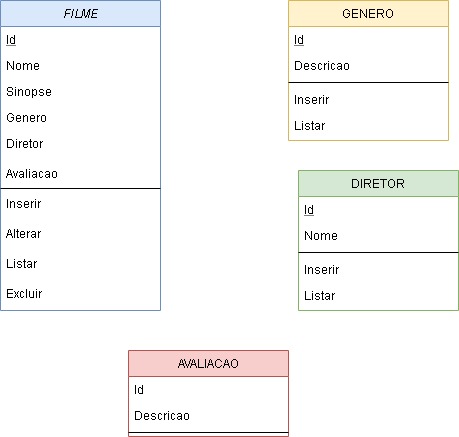 FILME
Id
Nome
Sinopse
Genero
Diretor
Avaliacao
Inserir
Alterar
Listar
Excluir
GENERO
Id
Descricao
Inserir
Listar
DIRETOR
Id
Nome
Inserir
Listar
AVALIACAO
Id
Descricao